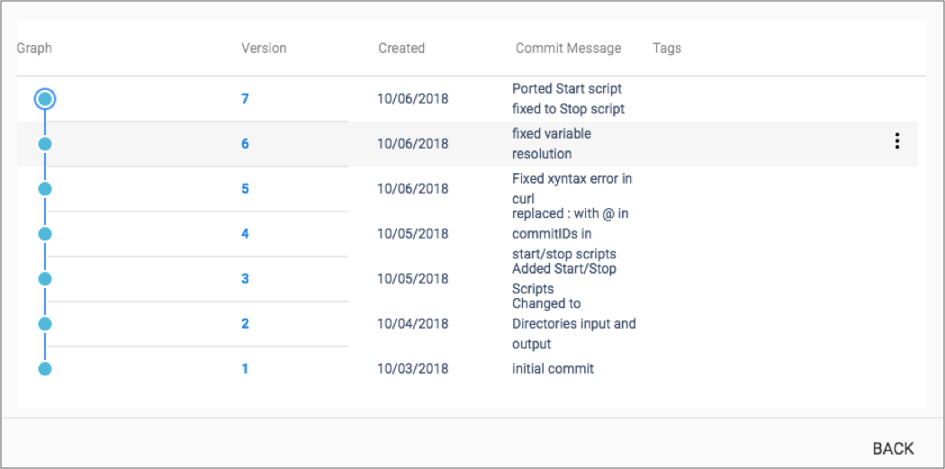 Graph Version Created Commit Message Tags
7 10/06/2018 Ported Start script
fixed to Stop script
6 10/06/2018 fixed variable
resolution
5 10/06/2018 Fixed xyntax error in
curl
4 10/05/2018 replaced : with @ in
commitIDs in
start/stop scripts
3 10/05/2018 Added Start/Stop
Scripts
2 10/04/2018 Changed to
Directories input and
output
1 10/03/2018 initial commit
BACK